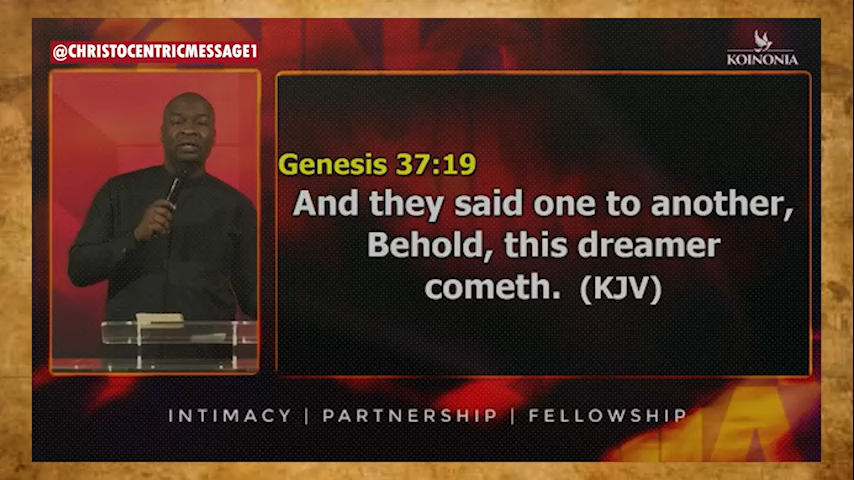 @CHRISTOCENTRICMESSAGE1
KOINONIA
Genesis 37:19
And they said one to another,
Behold, this dreamer
cometh. (KJV)
INTIMACY | PARTNERSHIP | FELLOWSHIP